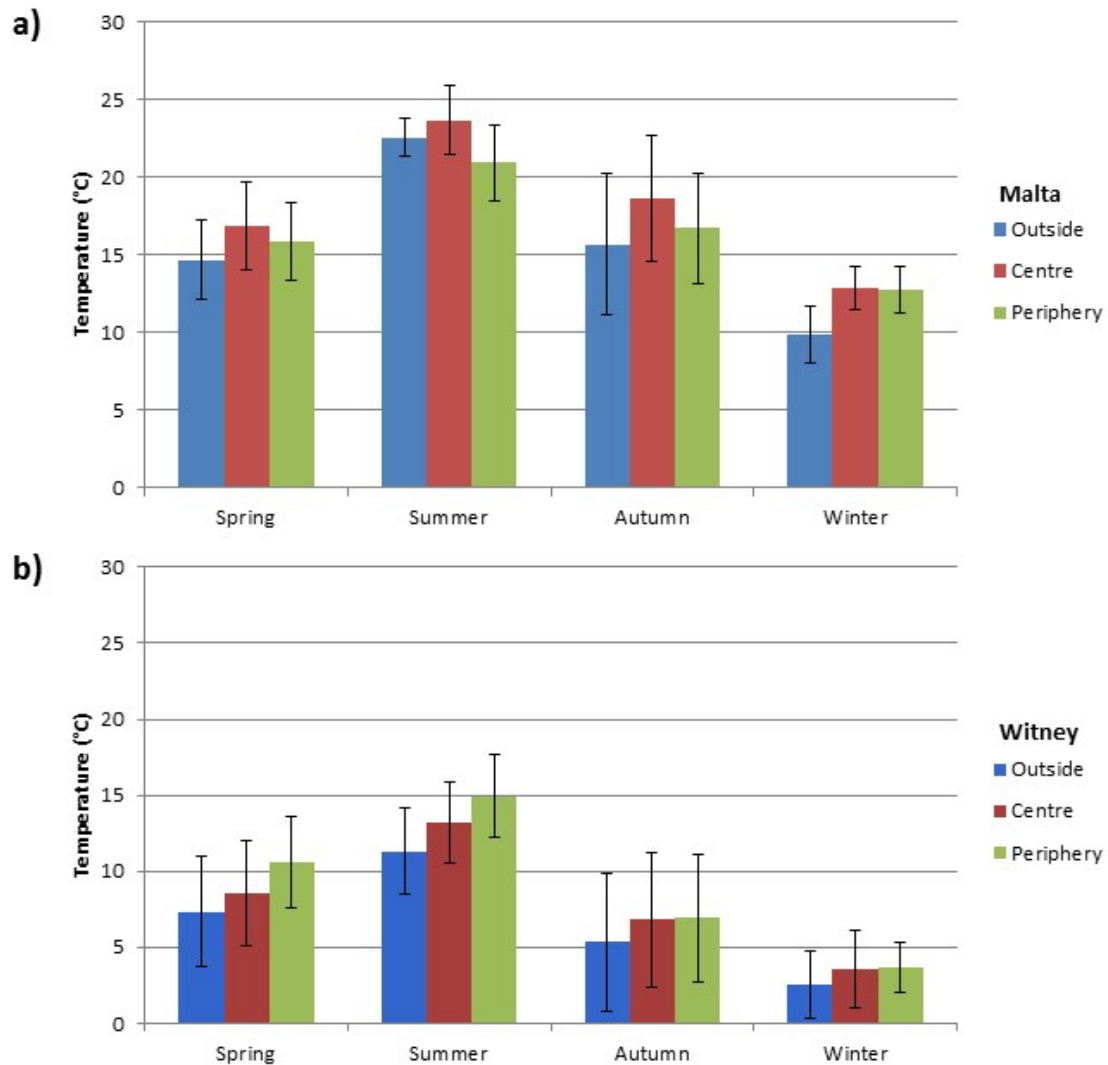 a)
Temperature (°C)
30
25
20
15
10
5
0
Spring Summer Autumn Winter
Malta
Outside
Centre
Periphery
b)
Temperature (°C)
30
25
20
15
10
5
0
Spring Summer Autumn Winter
Witney
Outside
Centre
Periphery